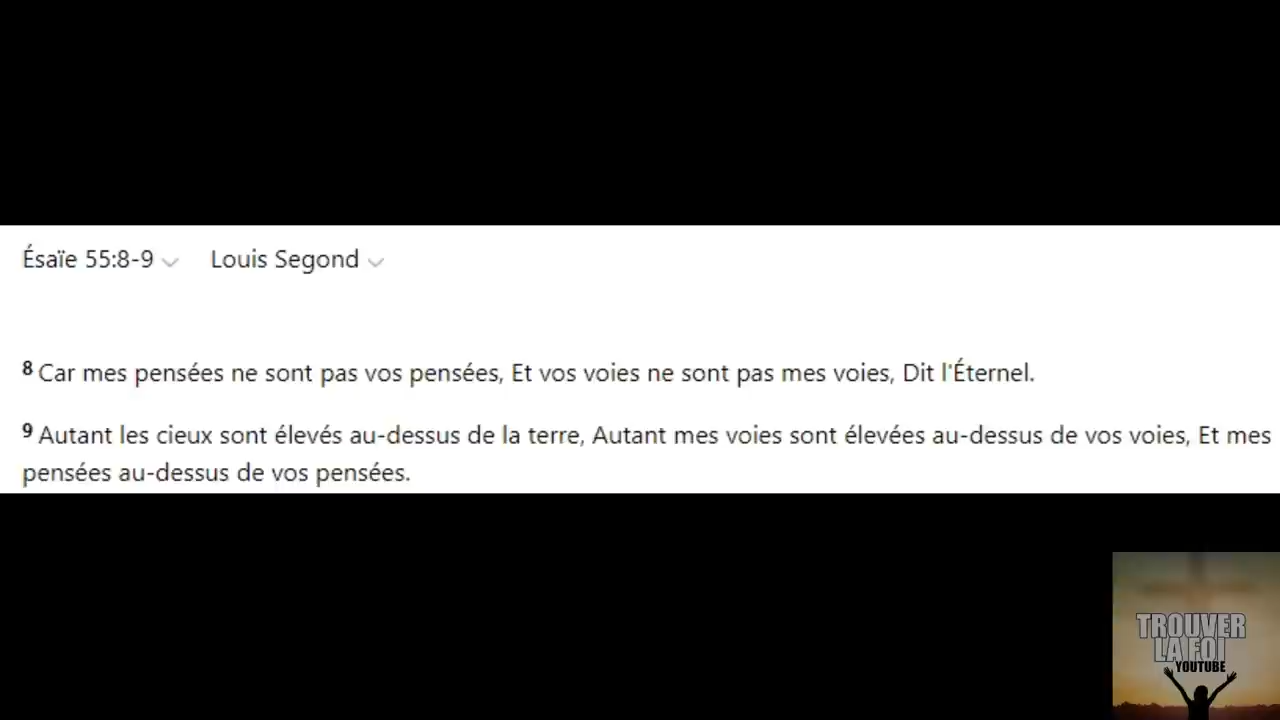 Ésaïe 55:8-9 Louis Segond
8 Car mes pensées ne sont pas vos pensées, Et vos voies ne sont pas mes voies, Dit l'Éternel.
9 Autant les cieux sont élevés au-dessus de la terre, Autant mes voies sont élevées au-dessus de vos voies, Et mes
pensées au-dessus de vos pensées.
TROUVER
LA FOI
YOUTUBE